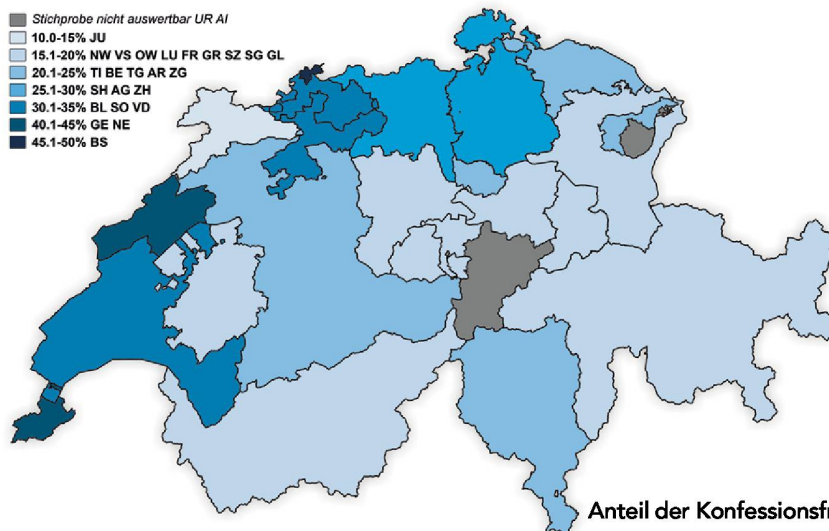 Stichprobe nicht auswertbar UR AI
10.0-15% JU
15.1-20% NW VS OW LU FR GR SZ SG GL
20.1-25% TI BE TG AR ZG
25.1-30% SH AG ZH
30.1-35% BL SO VD
40.1-45% GE NE
45.1-50% BS
Anteil der Konfessionsfr